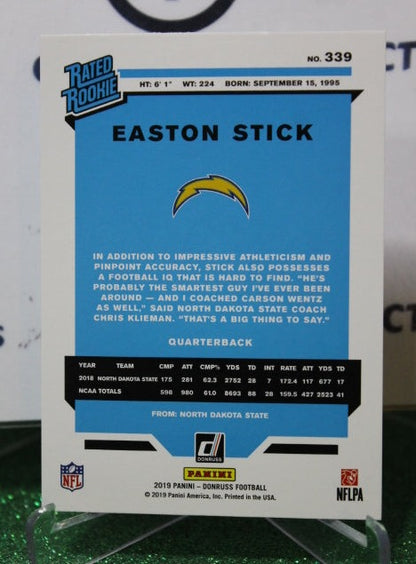 NO. 339
RATED
ROOKIE
HT: 6' 1" WT: 224 BORN: SEPTEMBER 15, 1995
EASTON STICK
IN ADDITION TO IMPRESSIVE ATHLETICISM AND
PINPOINT ACCURACY, STICK ALSO POSSESSES
A FOOTBALL IQ THAT IS HARD TO FIND. "HE'S
PROBABLY THE SMARTEST GUY I'VE EVER BEEN
AROUND — AND I COACHED CARSON WENTZ
AS WELL," SAID NORTH DAKOTA STATE COACH
CHRIS KLIEMAN. "THAT'S A BIG THING TO SAY."
QUARTERBACK
YEAR TEAM CMP ATT CMP% YDS TD INT RATE ATT YDS TD
2018 NORTH DAKOTA STATE 175 281 62.3 2752 28 7 172.4 117 677 17
NCAA TOTALS 598 980 61.0 8693 88 28 159.5 427 2523 41
FROM: NORTH DAKOTA STATE
DONRUSS
PANINI
NFL
2019 PANINI – DONRUSS FOOTBALL
© 2019 Panini America, Inc. Printed in the USA.
NFLPA